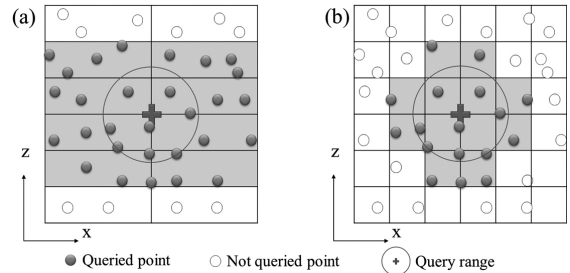 (a)
(b)
z
x
z
x
Queried point
Not queried point
Query range